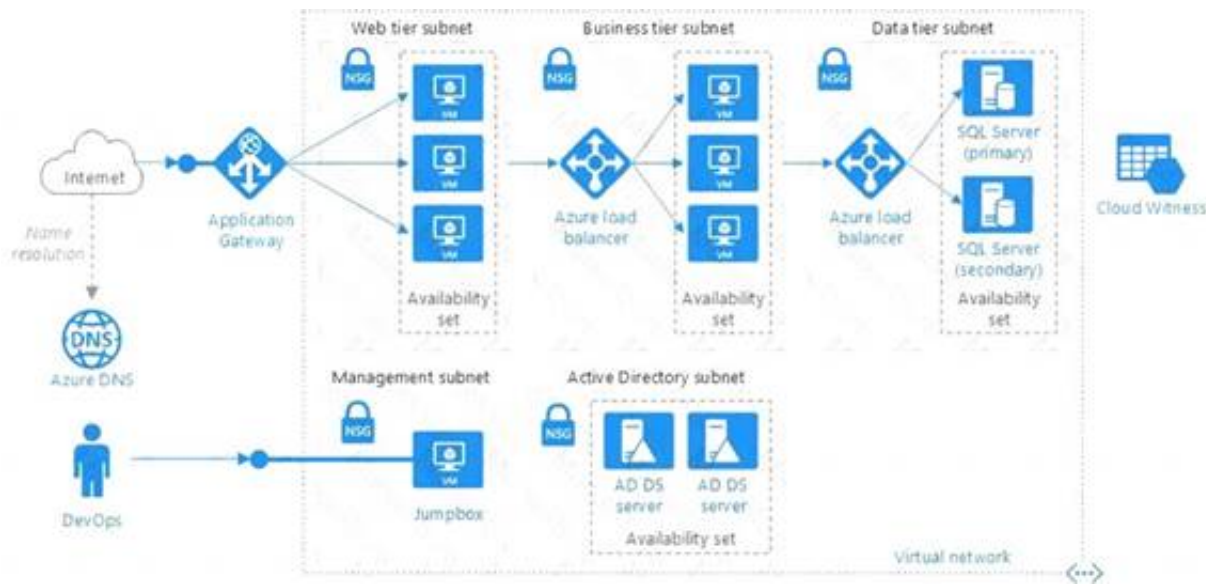 Web tier subnet
Business tier subnet
Data tier subnet
NSG
NSG
NSG
VM
VM
VM
VM
VM
VM
Internet
Application
Gateway
Azure load
balancer
Azure load
balancer
SQL Server
(primary)
SQL Server
(secondary)
Cloud Witness
Name
resolution
Availability
set
Availability
set
Availability
set
DNS
Azure DNS
Management subnet
Active Directory subnet
NSG
NSG
VM
DevOps
Jumpbox
AD DS
server
AD DS
server
Availability set
Virtual network